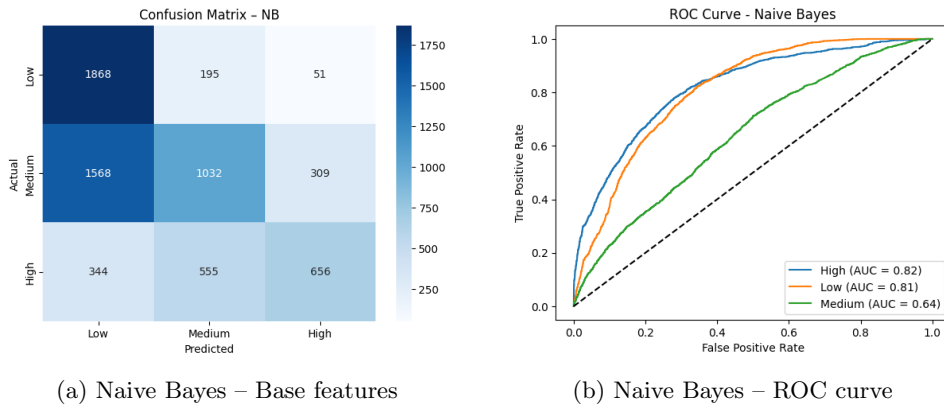 Confusion Matrix – NB
Low
Medium
High
Actual
1868 195 51
1568 1032 309
344 555 656
Low Medium High
Predicted
1750
1500
1250
1000
750
500
250
(a) Naive Bayes – Base features
ROC Curve - Naive Bayes
True Positive Rate
1.0
0.8
0.6
0.4
0.2
0.0
0.0 0.2 0.4 0.6 0.8 1.0
False Positive Rate
High (AUC = 0.82)
Low (AUC = 0.81)
Medium (AUC = 0.64)
(b) Naive Bayes – ROC curve